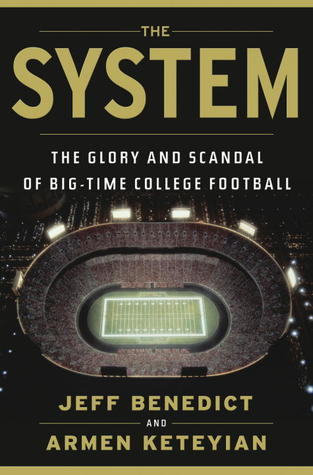 THE
SYSTEM
THE GLORY AND SCANDAL
OF BIG-TIME COLLEGE FOOTBALL
JEFF BENEDICT
AND
ARMEN KETEYIAN